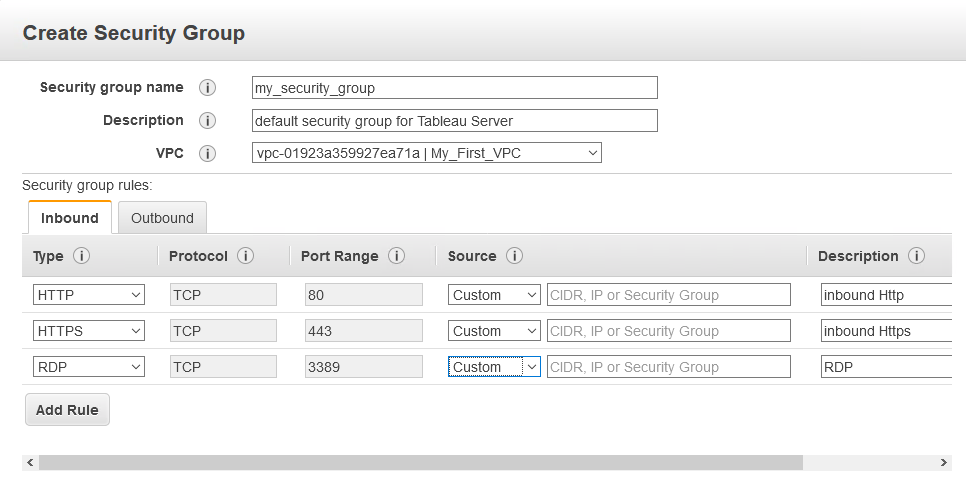 Create Security Group
Security group name i my_security_group
Description i default security group for Tableau Server
VPC i vpc-01923a359927ea71a | My_First_VPC
Security group rules:
Inbound Outbound
Type i Protocol i Port Range i Source i Description i
HTTP TCP 80 Custom CIDR, IP or Security Group inbound Http
HTTPS TCP 443 Custom CIDR, IP or Security Group inbound Https
RDP TCP 3389 Custom CIDR, IP or Security Group RDP
Add Rule